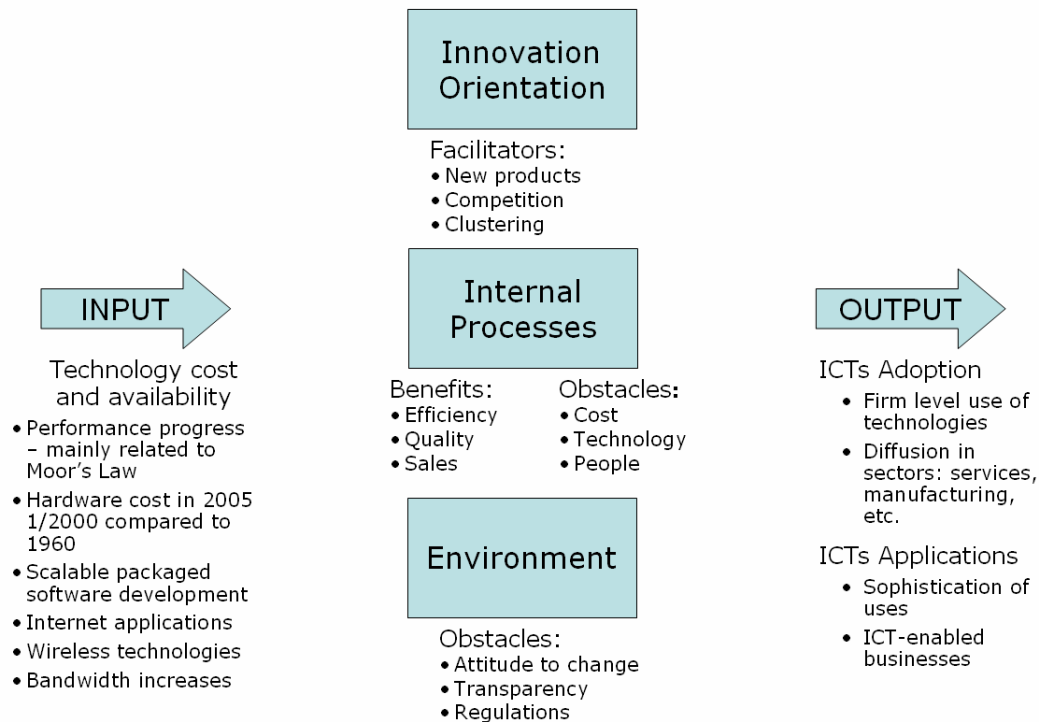 Innovation
Orientation
Facilitators:
• New products
• Competition
• Clustering
INPUT
Technology cost
and availability
• Performance progress
– mainly related to
Moor's Law
• Hardware cost in 2005
1/2000 compared to
1960
• Scalable packaged
software development
• Internet applications
• Wireless technologies
• Bandwidth increases
Internal
Processes
Benefits:
• Efficiency
• Quality
• Sales
Obstacles:
• Cost
• Technology
• People
Environment
Obstacles:
• Attitude to change
• Transparency
• Regulations
OUTPUT
ICTs Adoption
• Firm level use of
technologies
• Diffusion in
sectors: services,
manufacturing,
etc.
ICTs Applications
• Sophistication of
uses
• ICT-enabled
businesses